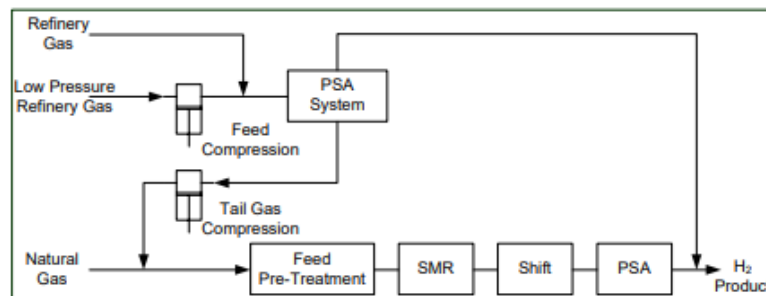 Refinery
Gas
Low Pressure
Refinery Gas
PSA
System
Feed
Compression
Tail Gas
Compression
Natural
Gas
Feed
Pre-Treatment
SMR
Shift
PSA
H₂
Product